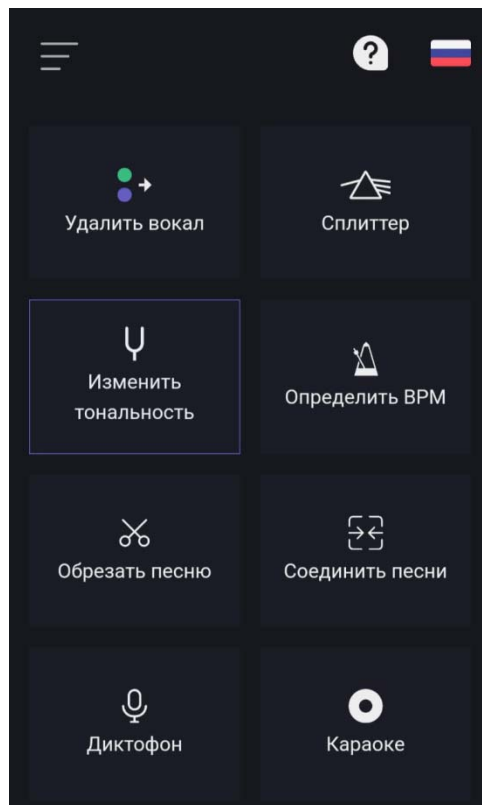 ?
Удалить вокал
Сплиттер
Изменить
тональность
Определить BPM
Обрезать песню
Соединить песни
Диктофон
Караоке